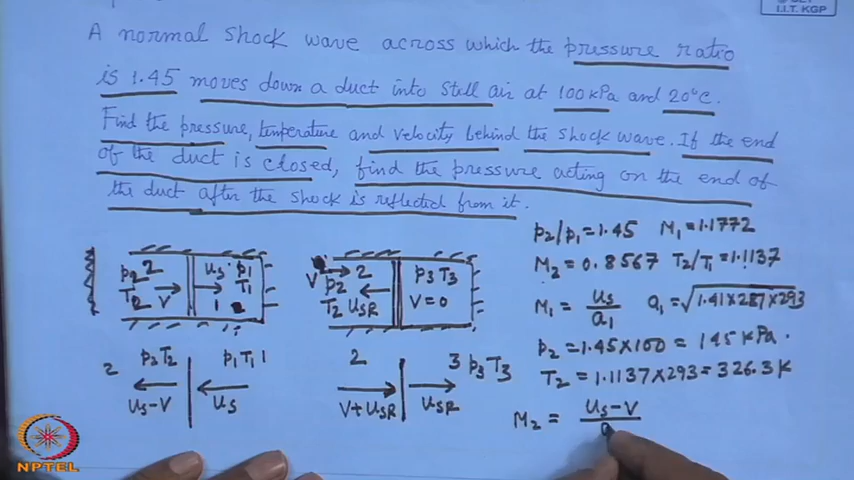 I.I.T. KGP
A normal shock wave across which the pressure ratio
is 1.45 moves down a duct into still air at 100 kPa and 20°C.
Find the pressure, temperature and velocity behind the shock wave. If the end
of the duct is closed, find the pressure acting on the end of
the duct after the shock is reflected from it.
p2/p1 = 1.45 M1 = 1.1772
M2 = 0.8567 T2/T1 = 1.1137
M1 = us/a1 a1 = √1.41×287×293
p2 = 1.45×100 = 145 kPa.
T2 = 1.1137×293 = 326.3 K
M2 = us-V
p2 2 us p1
T2 V T1
1 2
V 2 p3 T3
p2
T2 usR V=0
2 p2 T2 p1 T1 1
us-V us
2 3 p3 T3
V+usR usR
NPTEL